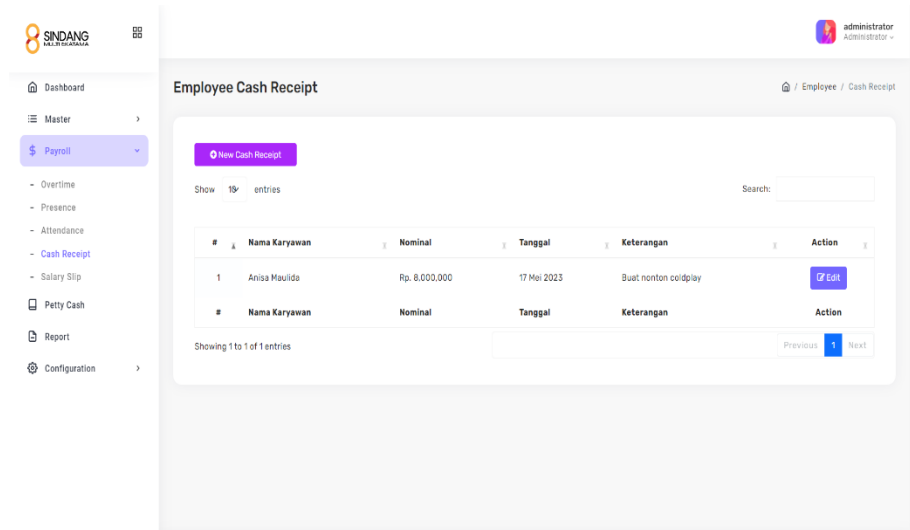 SINDANG
MULTI EKATAMA
administrator
Administrator
Dashboard
Master
Payroll
- Overtime
- Presence
- Attendance
- Cash Receipt
- Salary Slip
Petty Cash
Report
Configuration
Employee Cash Receipt
/ Employee / Cash Receipt
New Cash Receipt
Show 10 entries
Search:
# Nama Karyawan Nominal Tanggal Keterangan Action
1 Anisa Maulida Rp. 8,000,000 17 Mei 2023 Buat nonton coldplay Edit
# Nama Karyawan Nominal Tanggal Keterangan Action
Showing 1 to 1 of 1 entries
Previous 1 Next